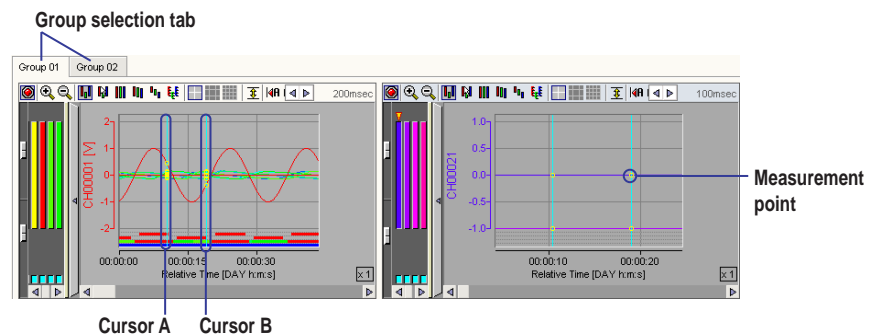 Group selection tab
Group 01 Group 02
200msec
100msec
CH00001 [V]
2
1
0
-1
-2
00:00:00 00:00:15 00:00:30
Relative Time [DAY h:m:s]
x 1
CH00021
1.0
0.5
0.0
-0.5
-1.0
00:00:10 00:00:20
Relative Time [DAY h:m:s]
x 1
Measurement
point
Cursor A Cursor B